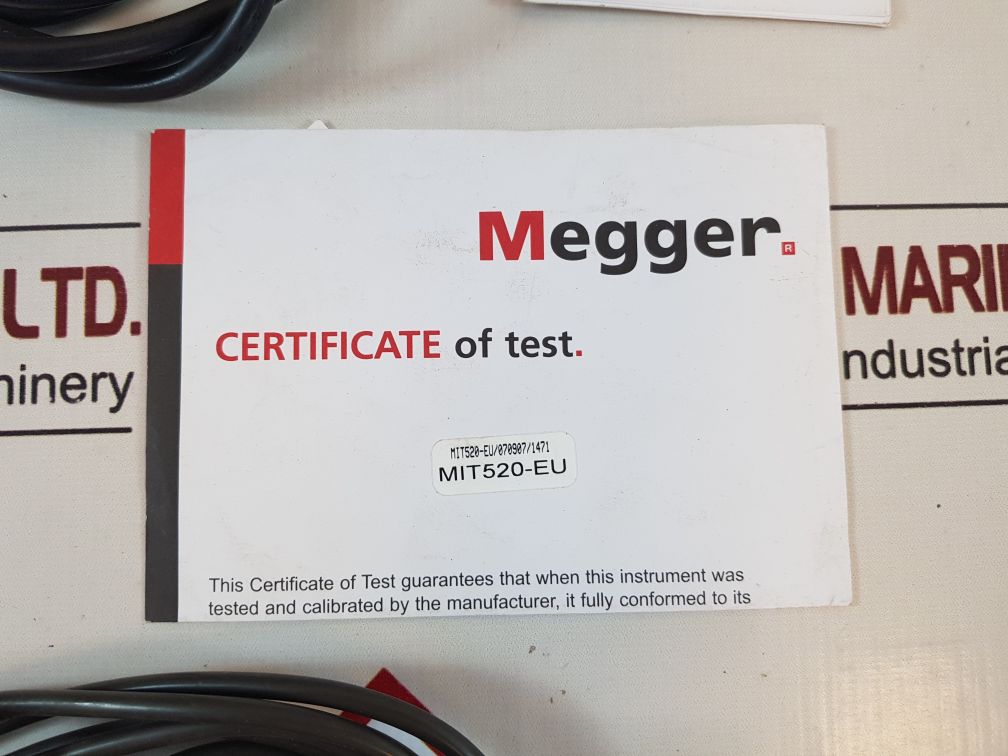 Megger.
R
CERTIFICATE of test.
MIT520-EU/070907/1471
MIT520-EU
This Certificate of Test guarantees that when this instrument was
tested and calibrated by the manufacturer, it fully conformed to its
LTD.
hinery
MARI
ndustria